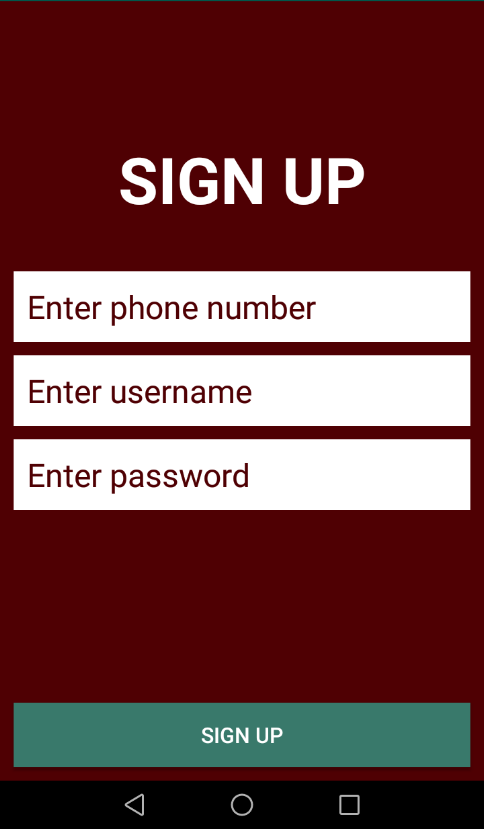 SIGN UP
Enter phone number
Enter username
Enter password
SIGN UP